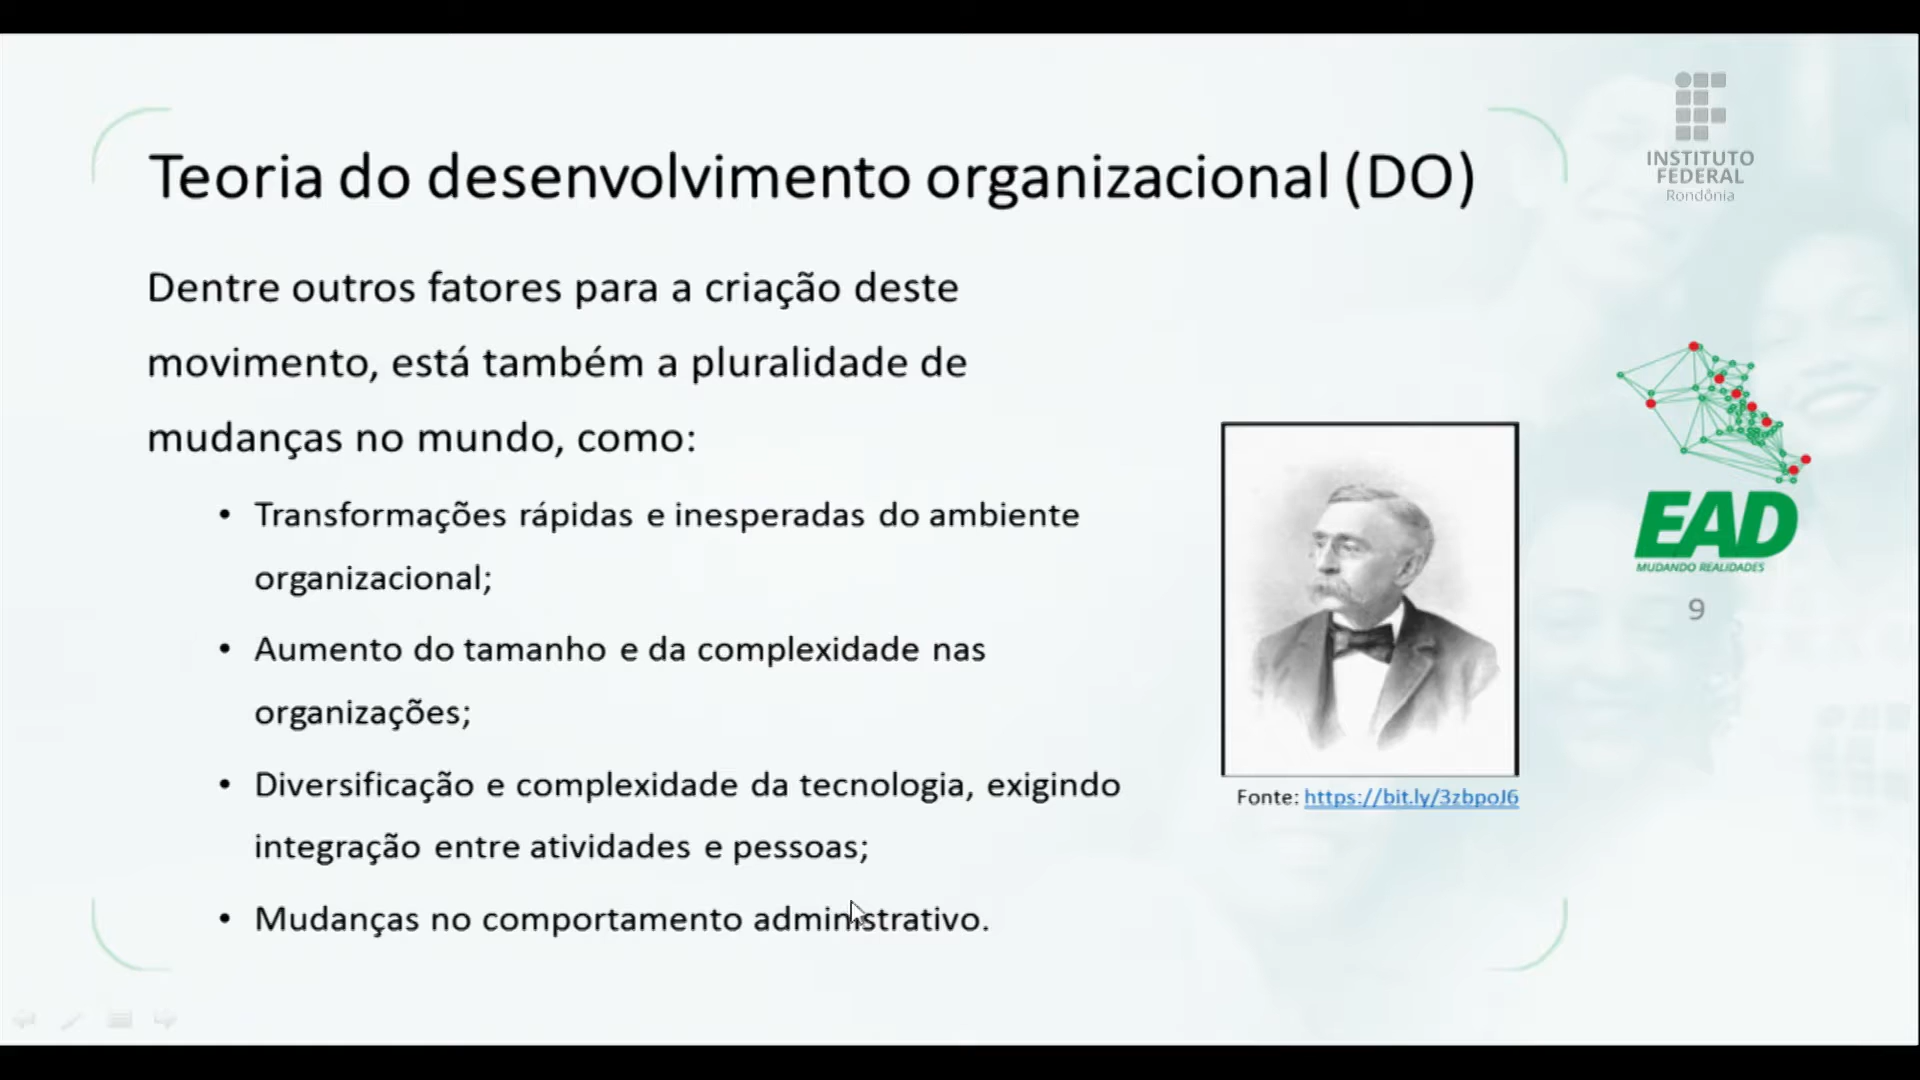 Teoria do desenvolvimento organizacional (DO)
Dentre outros fatores para a criação deste
movimento, está também a pluralidade de
mudanças no mundo, como:
• Transformações rápidas e inesperadas do ambiente
organizacional;
• Aumento do tamanho e da complexidade nas
organizações;
• Diversificação e complexidade da tecnologia, exigindo
integração entre atividades e pessoas;
• Mudanças no comportamento administrativo.
Fonte: https://bit.ly/3zbpoJ6
INSTITUTO
FEDERAL
Rondônia
EAD
MUDANDO REALIDADES
9